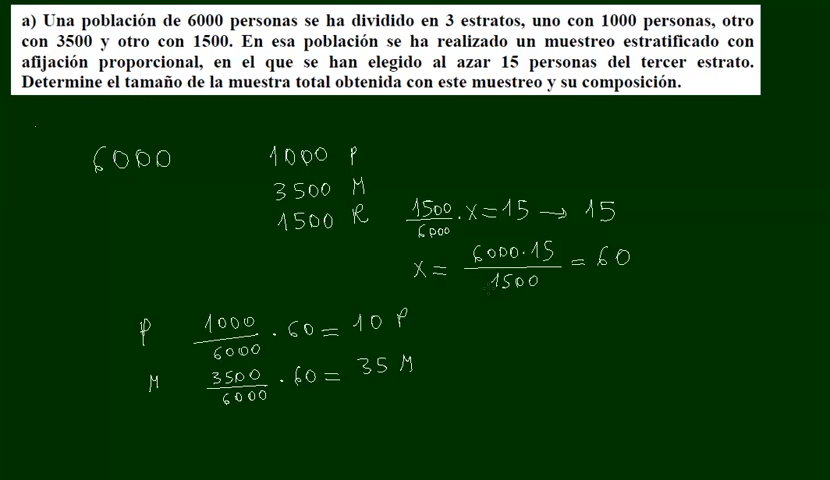 a) Una población de 6000 personas se ha dividido en 3 estratos, uno con 1000 personas, otro
con 3500 y otro con 1500. En esa población se ha realizado un muestreo estratificado con
afijación proporcional, en el que se han elegido al azar 15 personas del tercer estrato.
Determine el tamaño de la muestra total obtenida con este muestreo y su composición.
6000 1000 P
3500 M
1500 R 1500/6000 · x = 15 → 15
x = 6000 · 15 / 1500 = 60
P 1000/6000 · 60 = 10 P
M 3500/6000 · 60 = 35 M